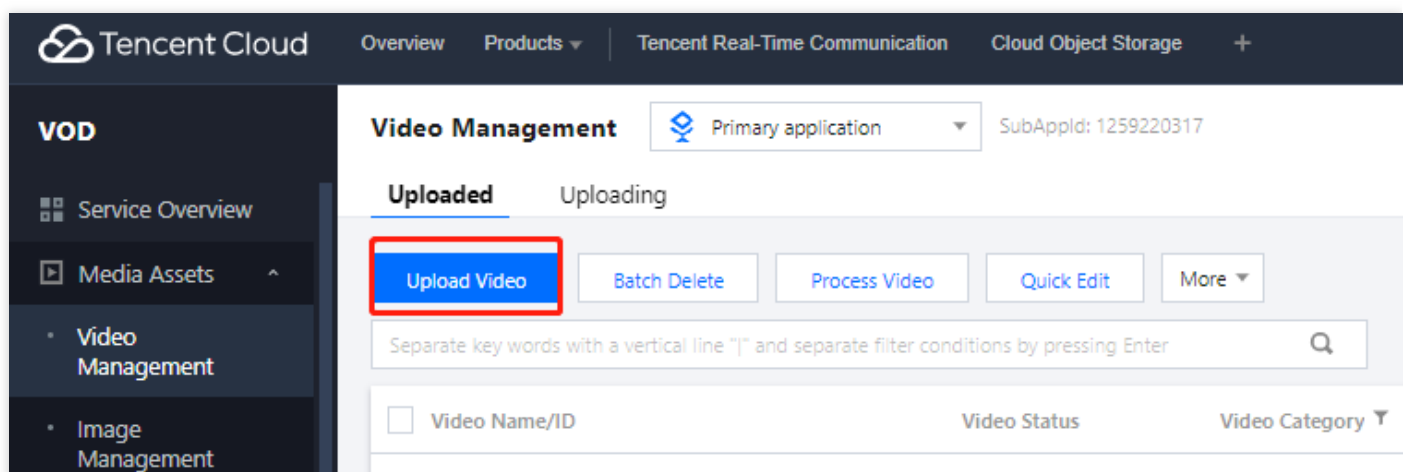 Tencent Cloud Overview Products Tencent Real-Time Communication Cloud Object Storage +
VOD
Service Overview
Media Assets
Video
Management
Image
Management
Video Management Primary application SubAppId: 1259220317
Uploaded Uploading
Upload Video Batch Delete Process Video Quick Edit More
Separate key words with a vertical line "|" and separate filter conditions by pressing Enter
Video Name/ID Video Status Video Category